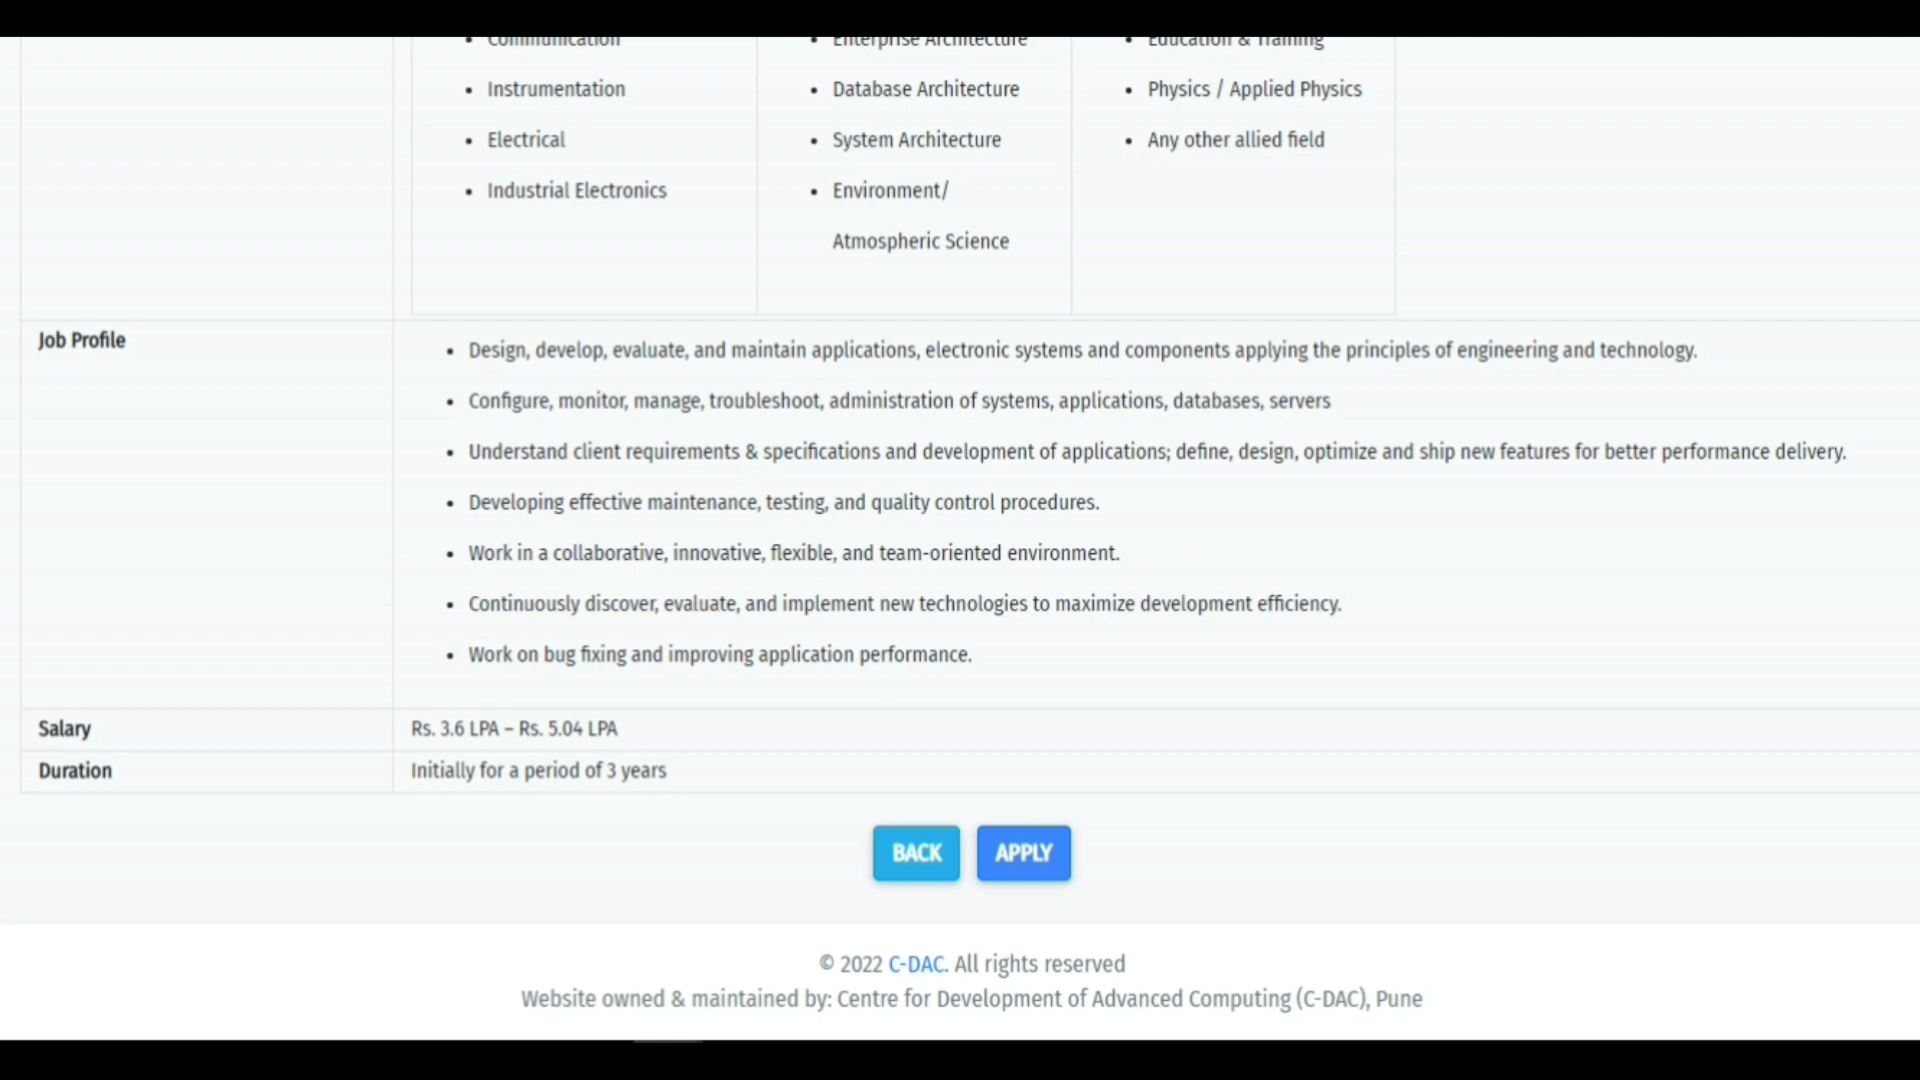 Communication
Enterprise Architecture
Education & Training
• Instrumentation
• Database Architecture
• Physics / Applied Physics
• Electrical
• System Architecture
• Any other allied field
• Industrial Electronics
• Environment/
Atmospheric Science
Job Profile
• Design, develop, evaluate, and maintain applications, electronic systems and components applying the principles of engineering and technology.
• Configure, monitor, manage, troubleshoot, administration of systems, applications, databases, servers
• Understand client requirements & specifications and development of applications; define, design, optimize and ship new features for better performance delivery.
• Developing effective maintenance, testing, and quality control procedures.
• Work in a collaborative, innovative, flexible, and team-oriented environment.
• Continuously discover, evaluate, and implement new technologies to maximize development efficiency.
• Work on bug fixing and improving application performance.
Salary
Rs. 3.6 LPA – Rs. 5.04 LPA
Duration
Initially for a period of 3 years
BACK
APPLY
© 2022 C-DAC. All rights reserved
Website owned & maintained by: Centre for Development of Advanced Computing (C-DAC), Pune